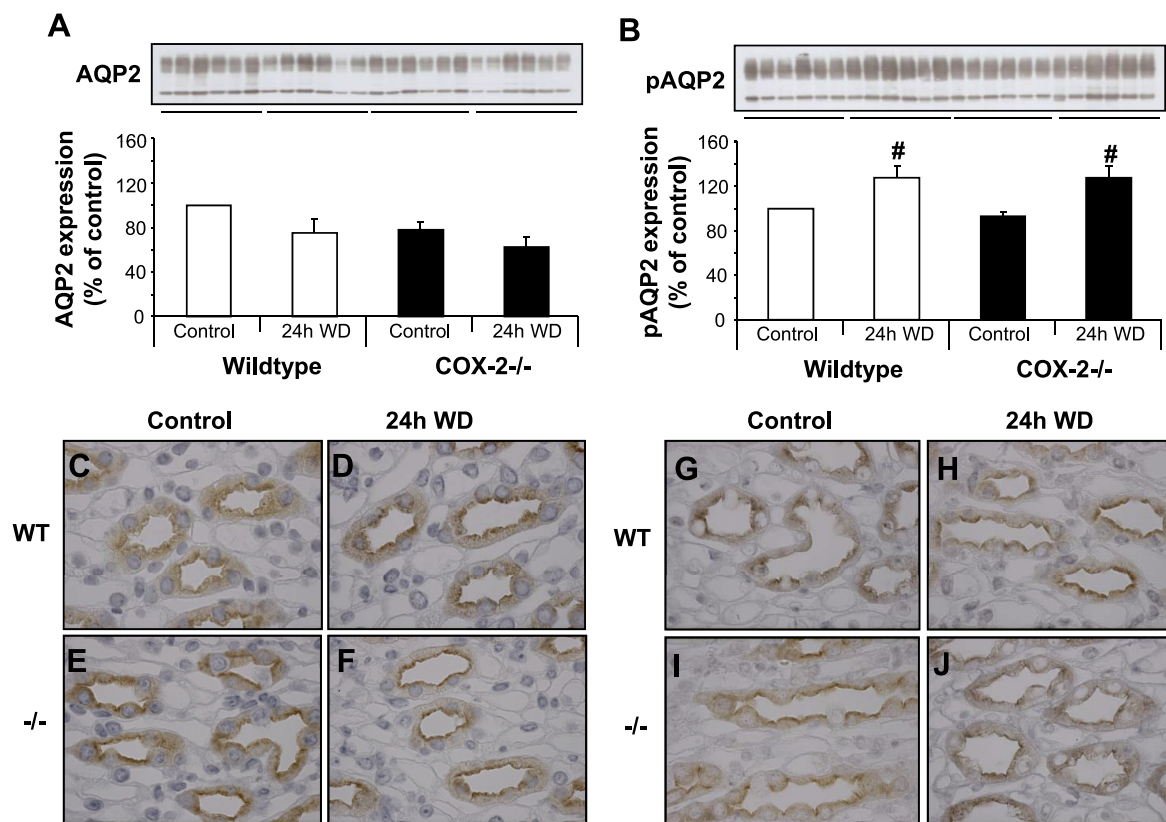 A
AQP2
AQP2 expression
(% of control)
160
120
80
40
0
Control
24h WD
Control
24h WD
Wildtype
COX-2-/-
B
pAQP2
pAQP2 expression
(% of control)
160
120
80
40
0
#
#
Control
24h WD
Control
24h WD
Wildtype
COX-2-/-
Control
24h WD
Control
24h WD
WT
C
D
WT
G
H
-/-
E
F
-/-
I
J